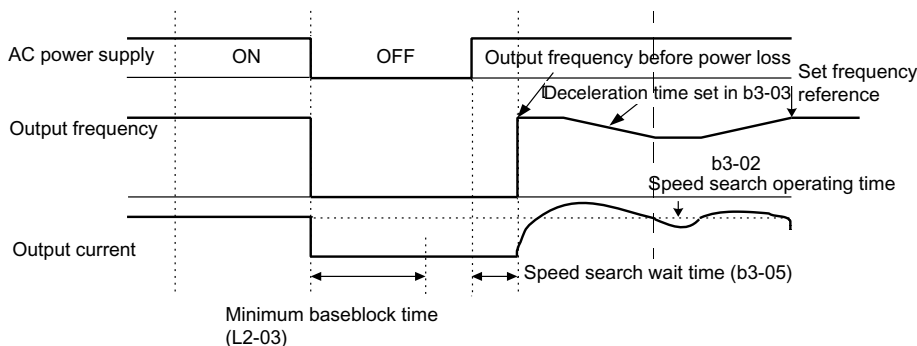 AC power supply
ON
OFF
Output frequency before power loss
Set frequency
reference
Deceleration time set in b3-03
Output frequency
b3-02
Speed search operating time
Output current
Speed search wait time (b3-05)
Minimum baseblock time
(L2-03)